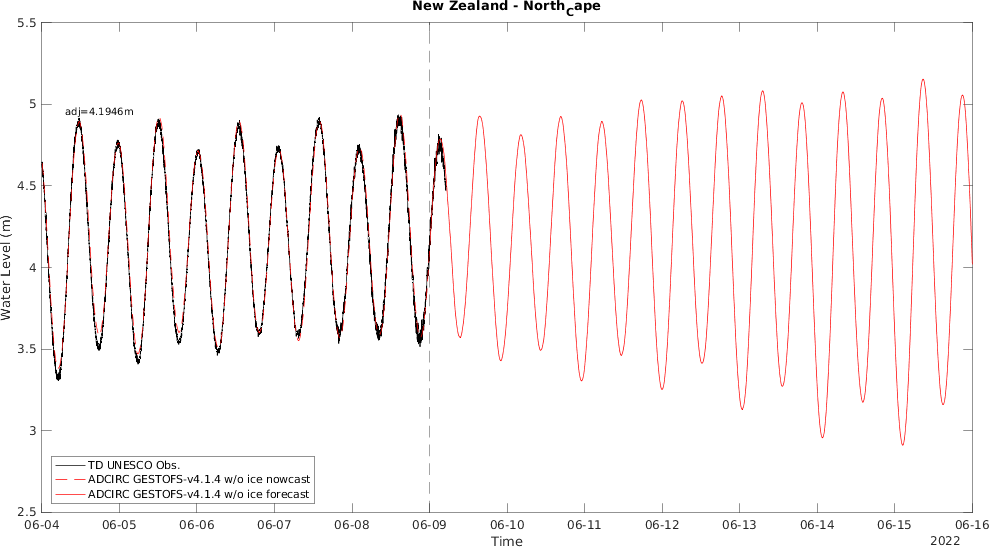 New Zealand - NorthCape
5.5
5
4.5
4
3.5
3
2.5
Water Level (m)
adj=4.1946m
TD UNESCO Obs.
ADCIRC GESTOFS-v4.1.4 w/o ice nowcast
ADCIRC GESTOFS-v4.1.4 w/o ice forecast
06-04 06-05 06-06 06-07 06-08 06-09 06-10 06-11 06-12 06-13 06-14 06-15 06-16
Time
2022